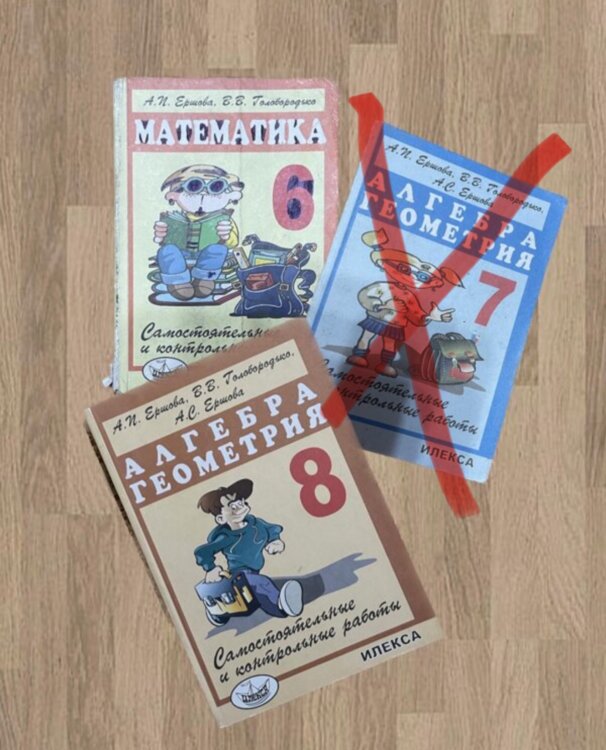 А.П. Ершова, В.В. Голобородько
МАТЕМАТИКА
6
Самостоятельные
и контрольные
А.П. Ершова, В.В. Голобородько,
А.С. Ершова
АЛГЕБРА
ГЕОМЕТРИЯ
7
Самостоятельные
и контрольные работы
ИЛЕКСА
А.П. Ершова, В.В. Голобородько,
А.С. Ершова
АЛГЕБРА
ГЕОМЕТРИЯ
8
Самостоятельные
и контрольные работы
ИЛЕКСА